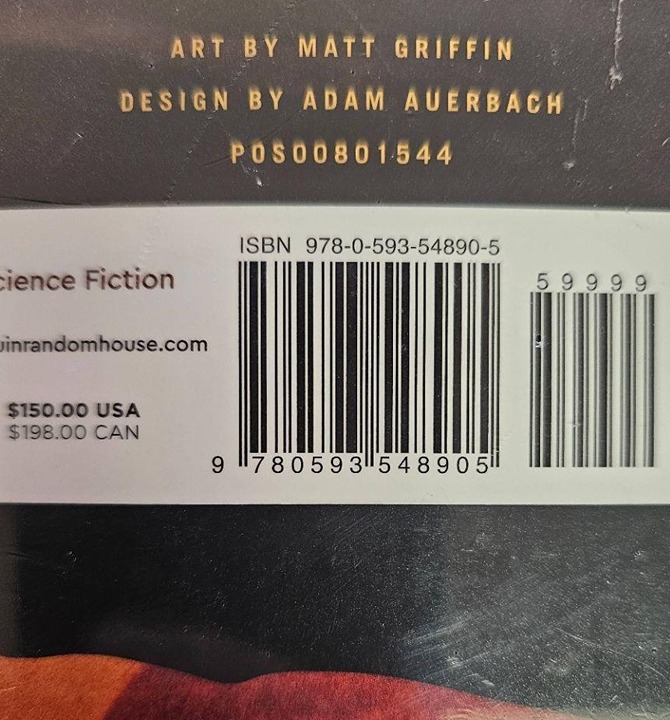 ART BY MATT GRIFFIN
DESIGN BY ADAM AUERBACH
POS00801544
ISBN 978-0-593-54890-5
59999
cience Fiction
uinrandomhouse.com
$150.00 USA
$198.00 CAN
9 780593 548905